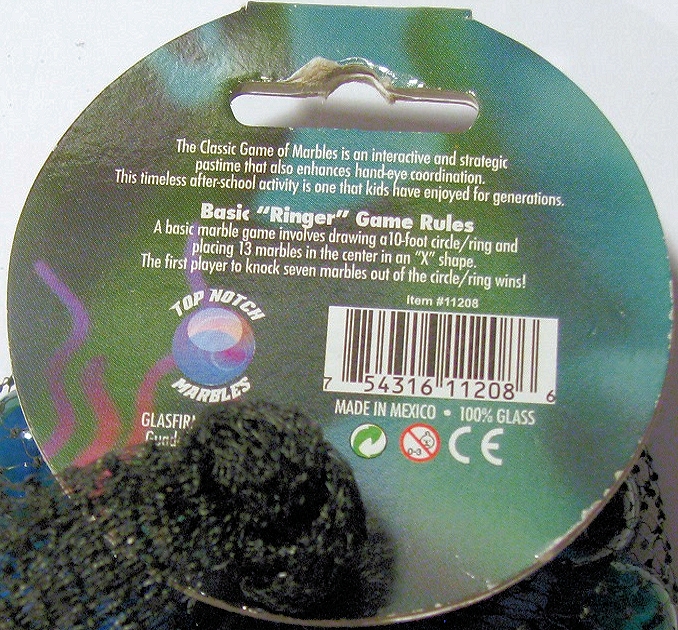 The Classic Game of Marbles is an interactive and strategic
pastime that also enhances hand-eye coordination.
This timeless after-school activity is one that kids have enjoyed for generations.
Basic "Ringer" Game Rules
A basic marble game involves drawing a10-foot circle/ring and
placing 13 marbles in the center in an "X" shape.
The first player to knock seven marbles out of the circle/ring wins!
Item #11208
TOP NOTCH
MARBLES
7 54316 11208 6
MADE IN MEXICO • 100% GLASS
0-3
CE